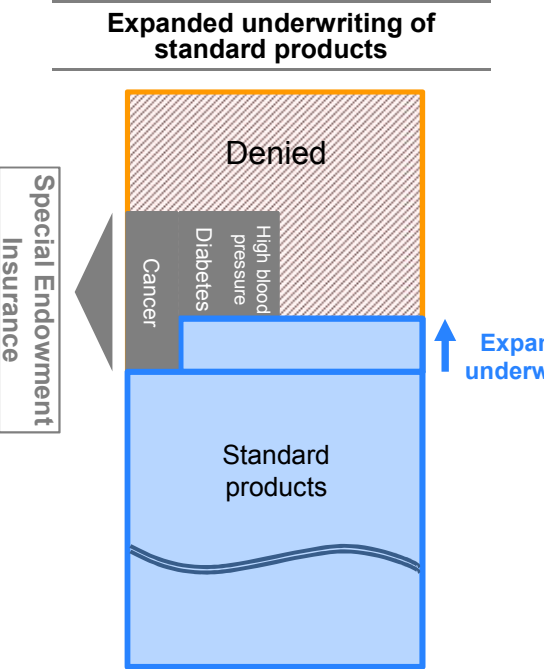 Expanded underwriting of
standard products
Denied
High blood
pressure
Diabetes
Cancer
Special Endowment
Insurance
Standard
products